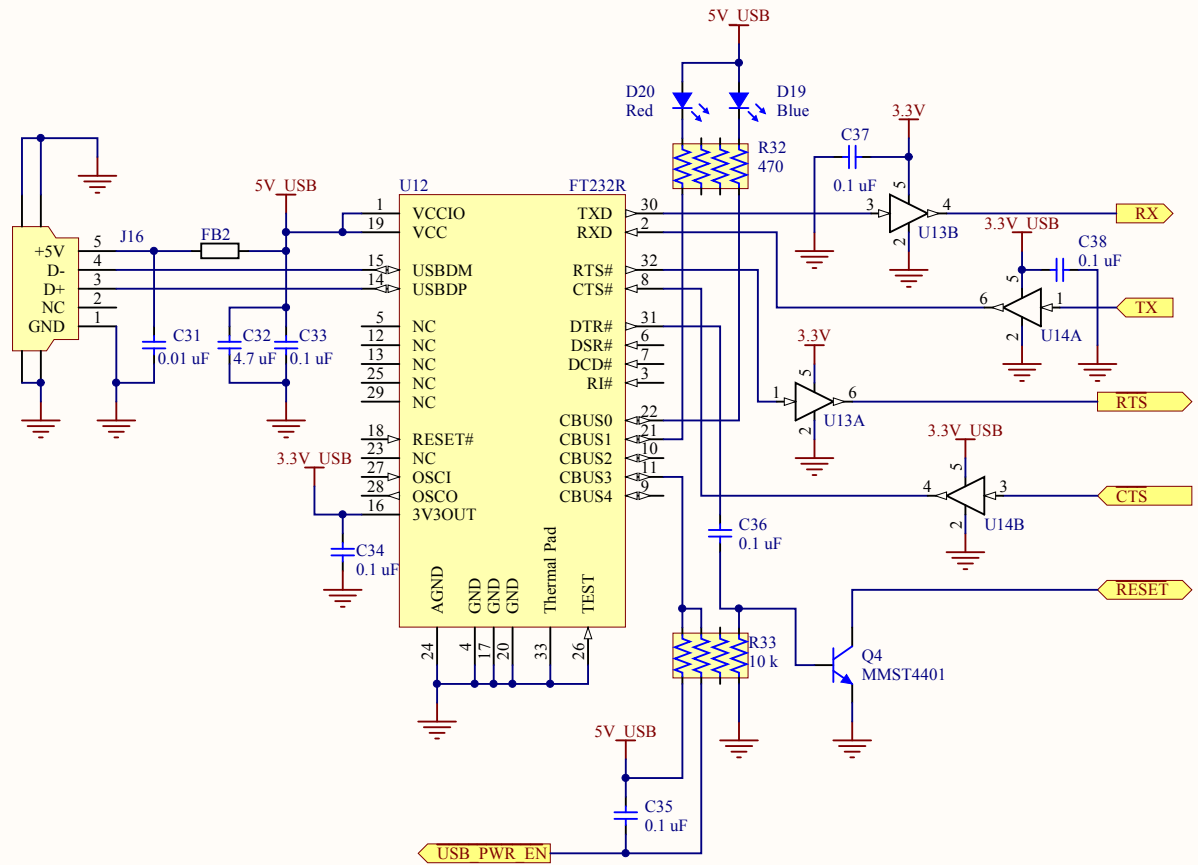 5V_USB
D20
Red
D19
Blue
R32
470
3.3V
C37
0.1 uF
5
3
4
2
U13B
RX
5V_USB
U12
FT232R
J16
+5V
5
D-
4
D+
3
NC
2
GND
1
FB2
C31
0.01 uF
C32
4.7 uF
C33
0.1 uF
1
VCCIO
19
VCC
15
USBDM
14
USBDP
5
NC
12
NC
13
NC
25
NC
29
NC
18
RESET#
23
NC
27
OSCI
28
OSCO
16
3V3OUT
3.3V_USB
C34
0.1 uF
TXD
30
RXD
2
RTS#
32
CTS#
8
DTR#
31
DSR#
6
DCD#
7
RI#
3
CBUS0
22
CBUS1
21
CBUS2
10
CBUS3
11
CBUS4
9
AGND
GND
GND
GND
Thermal Pad
TEST
24
4
17
20
33
26
3.3V_USB
C38
0.1 uF
5
6
1
2
U14A
TX
3.3V
5
1
6
2
U13A
RTS
3.3V_USB
5
4
3
2
U14B
CTS
C36
0.1 uF
RESET
R33
10 k
Q4
MMST4401
5V_USB
C35
0.1 uF
USB_PWR_EN